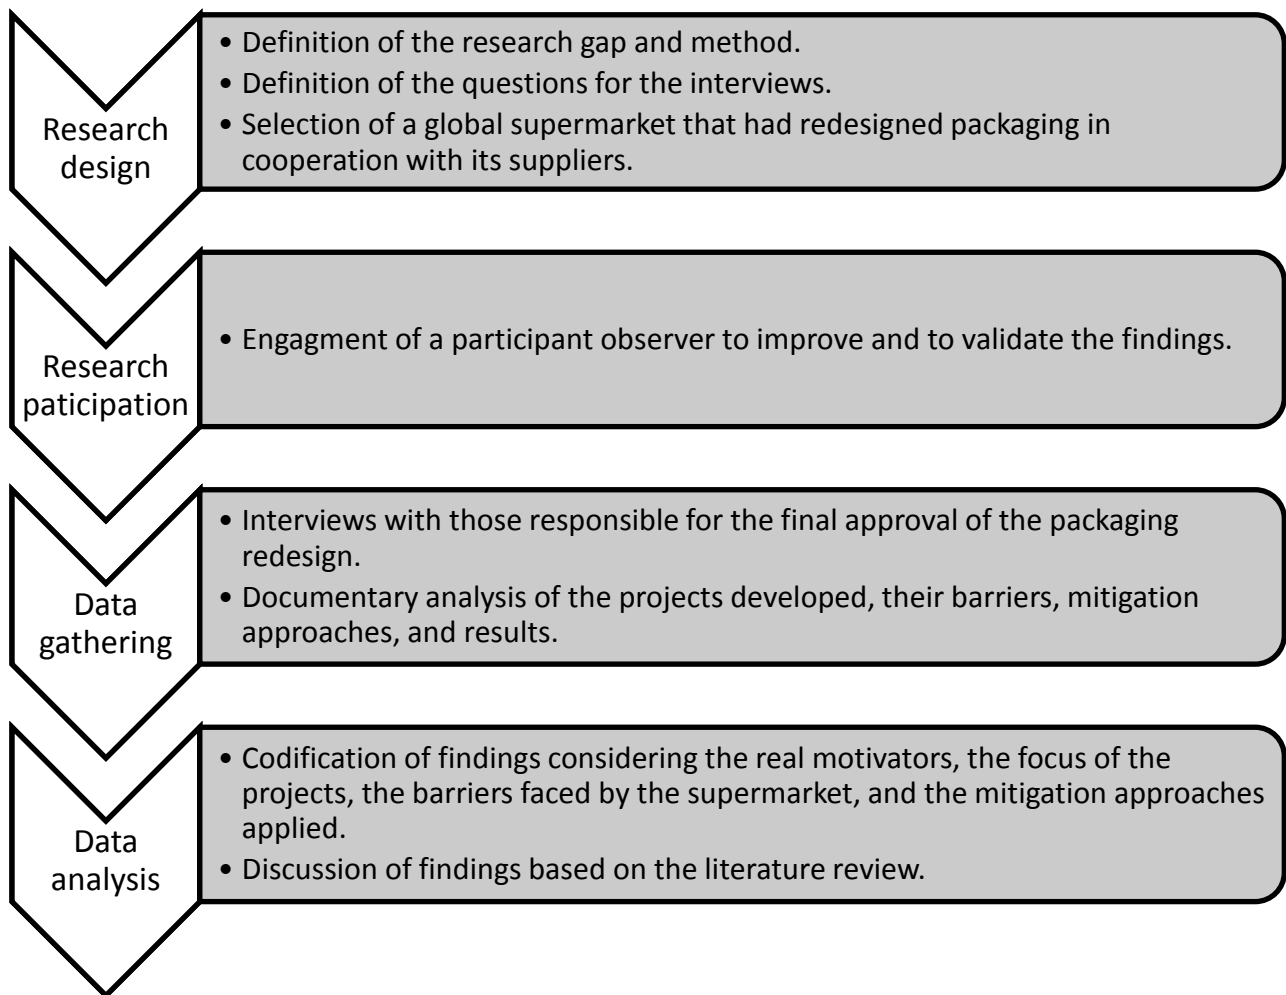 Research
design
• Definition of the research gap and method.
• Definition of the questions for the interviews.
• Selection of a global supermarket that had redesigned packaging in
cooperation with its suppliers.
Research
paticipation
• Engagment of a participant observer to improve and to validate the findings.
Data
gathering
• Interviews with those responsible for the final approval of the packaging
redesign.
• Documentary analysis of the projects developed, their barriers, mitigation
approaches, and results.
Data
analysis
• Codification of findings considering the real motivators, the focus of the
projects, the barriers faced by the supermarket, and the mitigation approaches
applied.
• Discussion of findings based on the literature review.